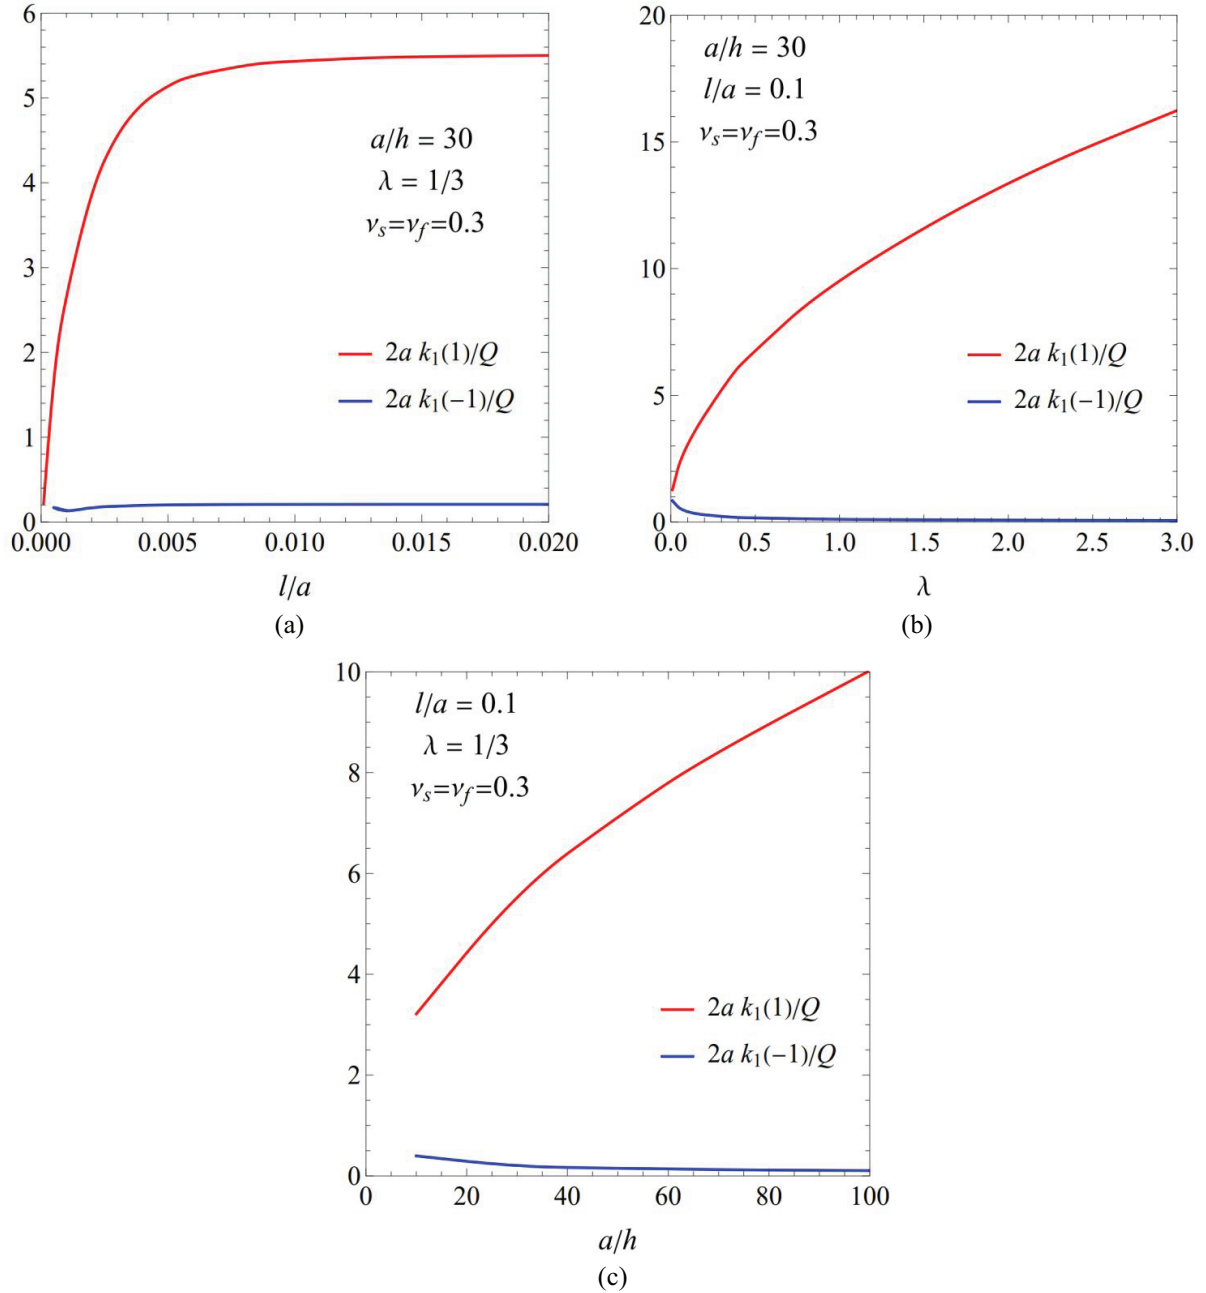 6
5
4
3
2
1
0
0.000 0.005 0.010 0.015 0.020
a/h = 30
λ = 1/3
νs=νf=0.3
2a k1(1)/Q
2a k1(−1)/Q
l/a
(a)
20
15
10
5
0
0.0 0.5 1.0 1.5 2.0 2.5 3.0
a/h = 30
l/a = 0.1
νs=νf=0.3
2a k1(1)/Q
2a k1(−1)/Q
λ
(b)
10
8
6
4
2
0
0 20 40 60 80 100
l/a = 0.1
λ = 1/3
νs=νf=0.3
2a k1(1)/Q
2a k1(−1)/Q
a/h
(c)